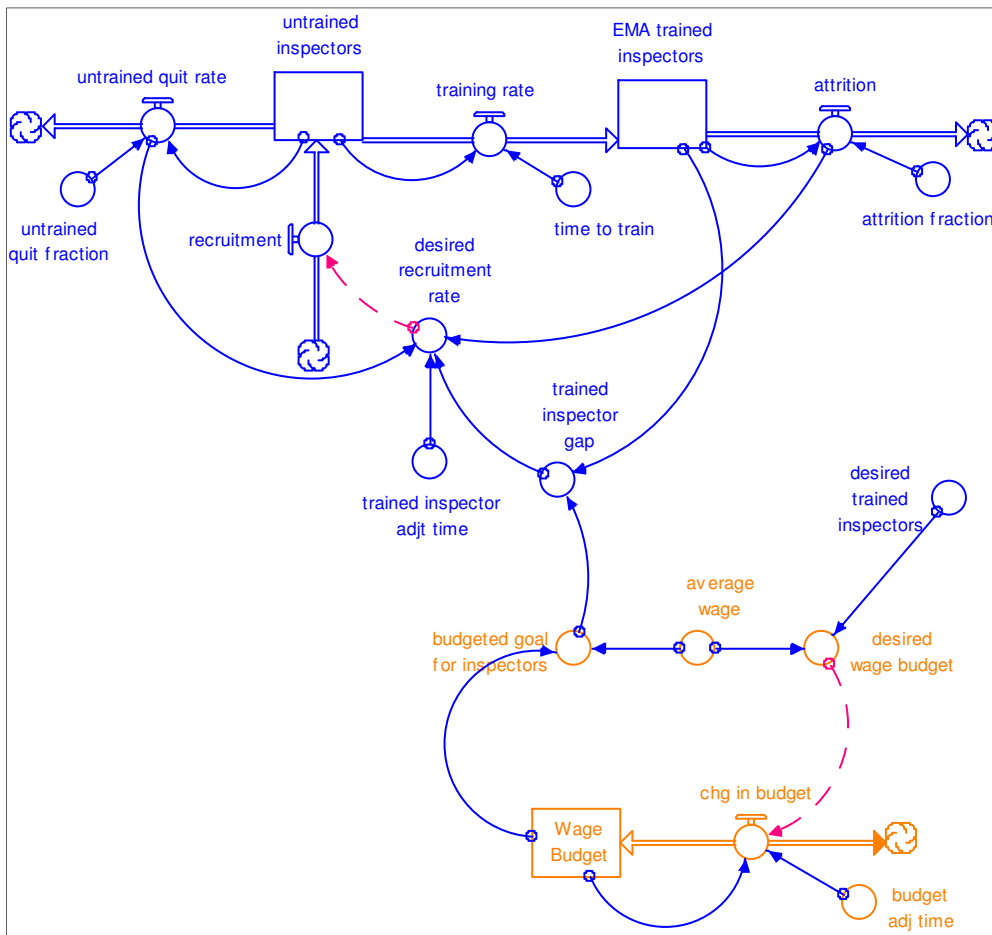 untrained
inspectors
EMA trained
inspectors
untrained quit rate
training rate
attrition
untrained
quit fraction
recruitment
desired
recruitment
rate
time to train
attrition fraction
trained
inspector
gap
trained inspector
adjt time
desired
trained
inspectors
average
wage
budgeted goal
for inspectors
desired
wage budget
chg in budget
Wage
Budget
budget
adj time